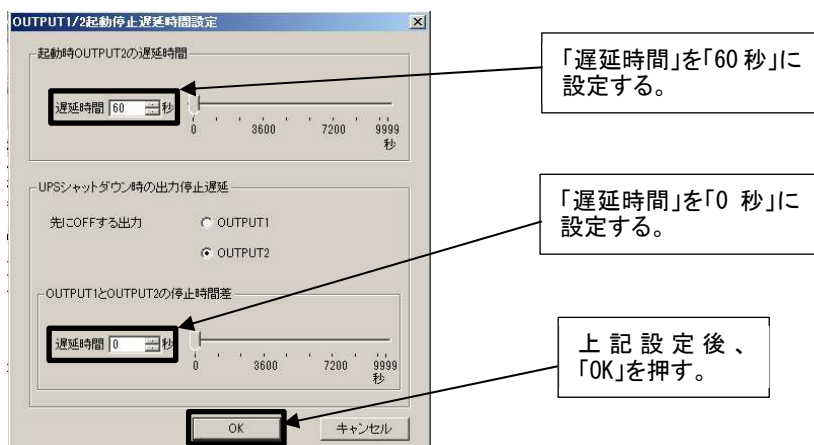 OUTPUT1/2起動停止遅延時間設定
起動時OUTPUT2の遅延時間
遅延時間 60 秒
0 3600 7200 9999
秒
「遅延時間」を「60 秒」に
設定する。
UPSシャットダウン時の出力停止遅延
先にOFFする出力
OUTPUT1
OUTPUT2
「遅延時間」を「0 秒」に
設定する。
OUTPUT1とOUTPUT2の停止時間差
遅延時間 0 秒
0 3600 7200 9999
秒
上記設定後、
「OK」を押す。
OK キャンセル